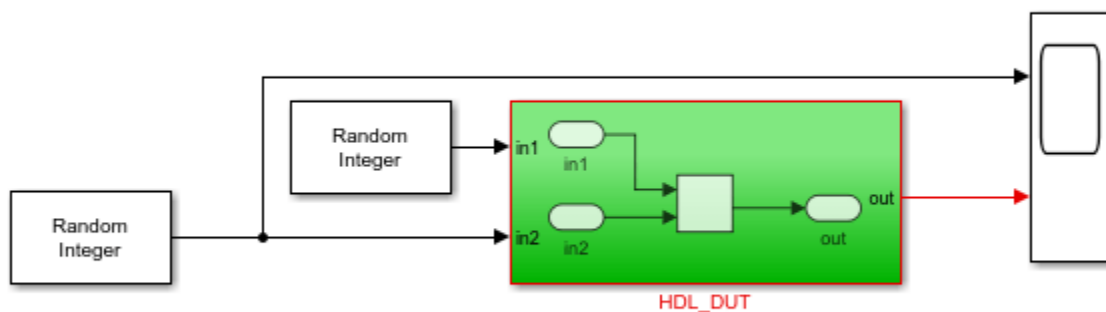 Random
Integer
Random
Integer
in1
in1
in2
in2
out
out
HDL_DUT